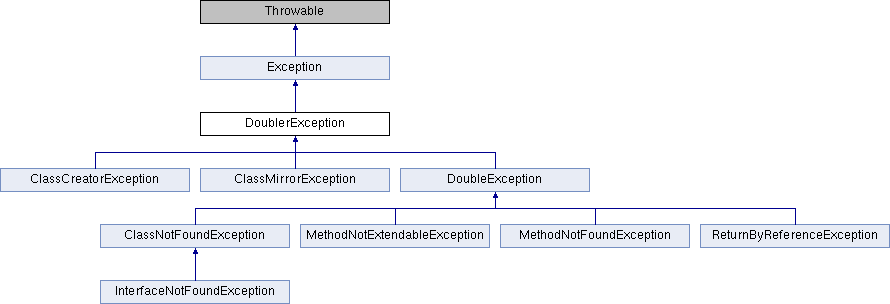 Throwable
Exception
DoublerException
ClassCreatorException
ClassMirrorException
DoubleException
ClassNotFoundException
MethodNotExtendableException
MethodNotFoundException
ReturnByReferenceException
InterfaceNotFoundException